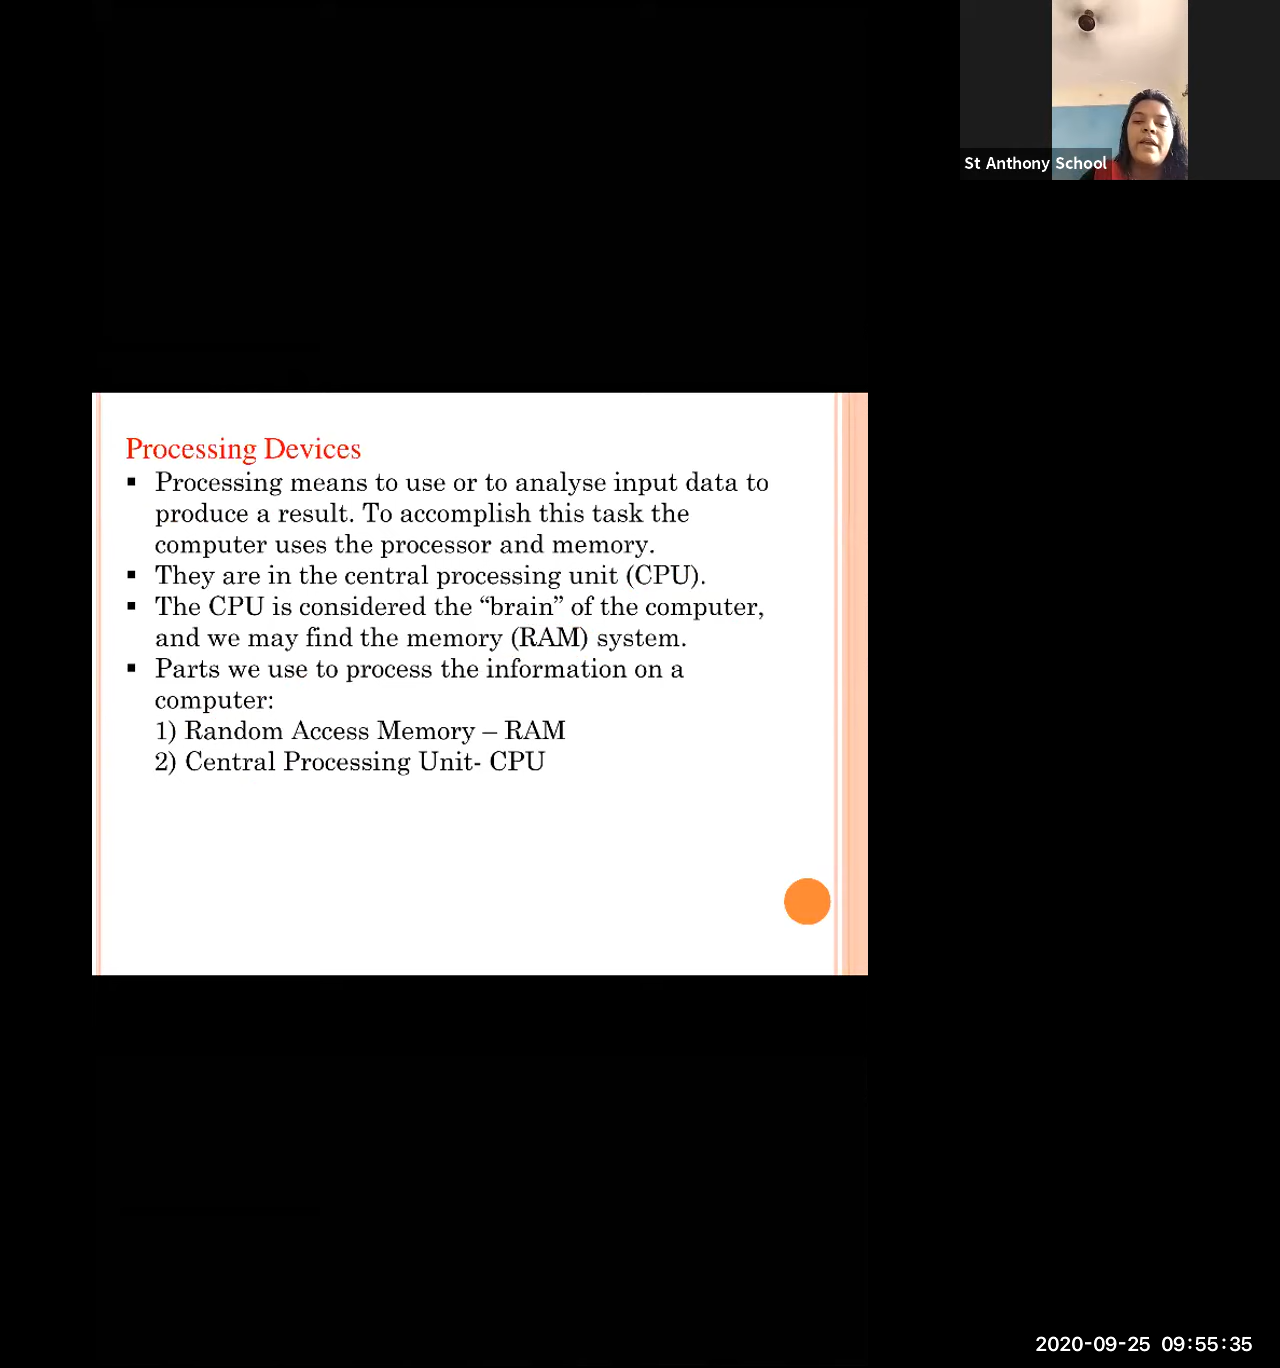 St Anthony School
Processing Devices
▪ Processing means to use or to analyse input data to
produce a result. To accomplish this task the
computer uses the processor and memory.
▪ They are in the central processing unit (CPU).
▪ The CPU is considered the “brain” of the computer,
and we may find the memory (RAM) system.
▪ Parts we use to process the information on a
computer:
1) Random Access Memory – RAM
2) Central Processing Unit- CPU
2020-09-25 09:55:35